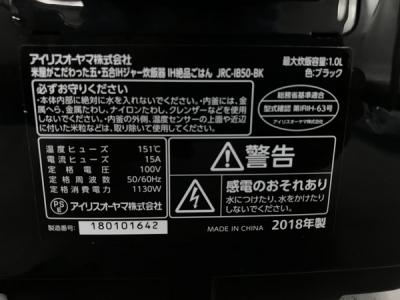 アイリスオーヤマ株式会社
米屋がこだわった五・五合IHジャー炊飯器 IH絶品ごはん JRC-IB50-BK
最大炊飯容量:1.0L
色:ブラック
必ずお守りください
・本体内部に絶対に水を入れないでください ・内釜には、金属へら、金属たわし、ナイロンたわし、クレンザーなどを使用しないでください ・内釜の外側、温度センサーの上面や近辺に付いた米粒などは、取り除いて使用してください
総務省基準適合
型式確認 第IRIH-63号
アイリスオーヤマ株式会社
温度ヒューズ 151℃
電流ヒューズ 15A
定格電圧 100V
定格周波数 50/60Hz
定格消費電力 1130W
警告
感電のおそれあり
水につけたり、水をかけたりしないでください
PSE アイリスオーヤマ株式会社
製造番号: 180101642
MADE IN CHINA 2018年製